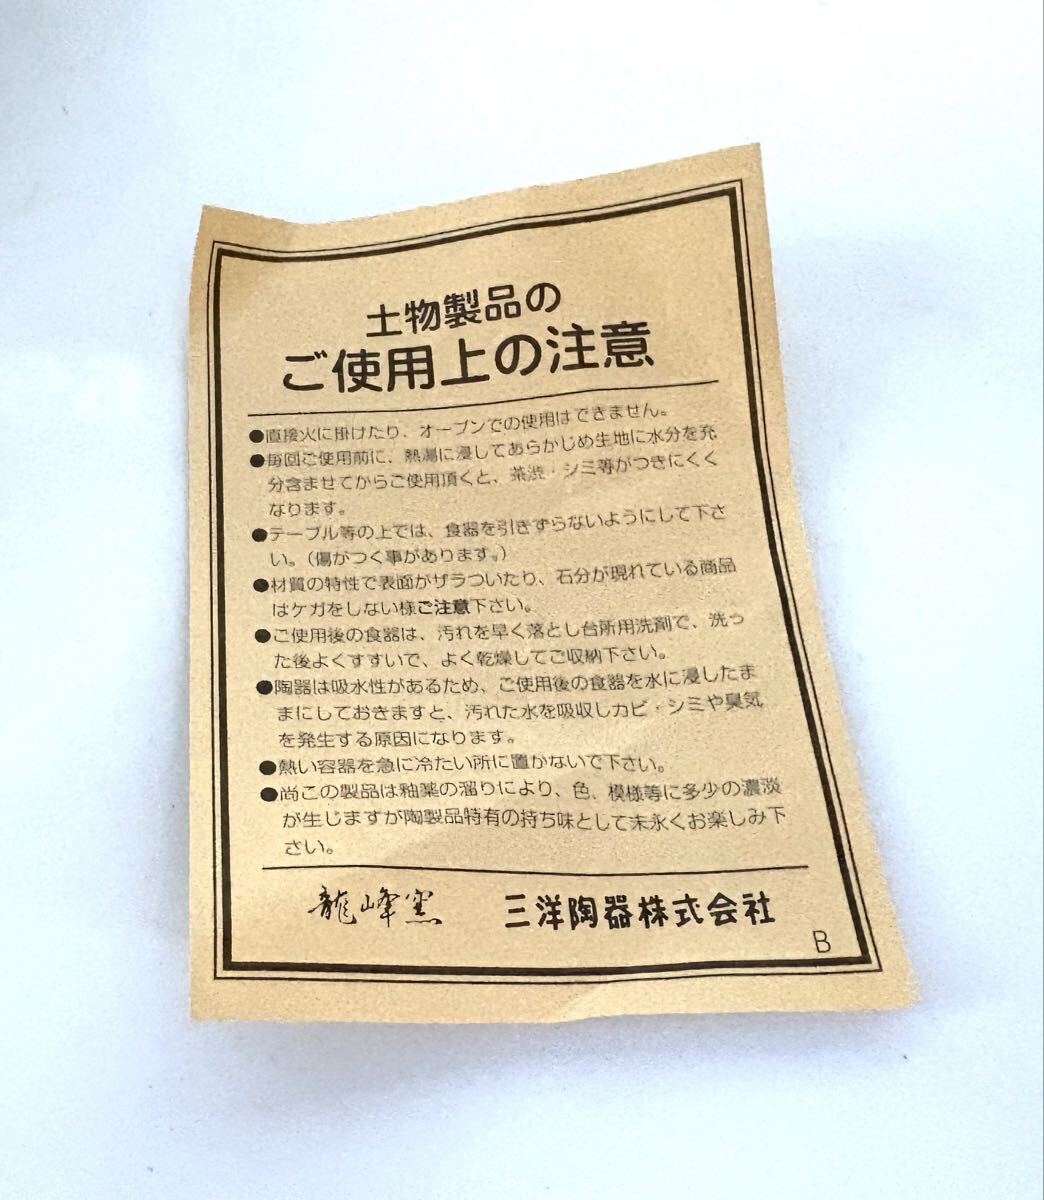 土物製品の
ご使用上の注意
●直接火に掛けたり、オーブンでの使用はできません。
●毎回ご使用前に、熱湯に浸してあらかじめ生地に水分を充
分含ませてからご使用頂くと、茶渋・シミ等がつきにくく
なります。
●テーブル等の上では、食器を引きずらないようにして下さ
い。(傷がつく事があります。)
●材質の特性で表面がザラついたり、石分が現れている商品
はケガをしない様ご注意下さい。
●ご使用後の食器は、汚れを早く落とし台所用洗剤で、洗っ
た後よくすすいで、よく乾燥してご収納下さい。
●陶器は吸水性があるため、ご使用後の食器を水に浸したま
まにしておきますと、汚れた水を吸収しカビ・シミや臭気
を発生する原因になります。
●熱い容器を急に冷たい所に置かないで下さい。
●尚この製品は釉薬の溜りにより、色、模様等に多少の濃淡
が生じますが陶製品特有の持ち味として末永くお楽しみ下
さい。
龍峰窯 三洋陶器株式会社
B